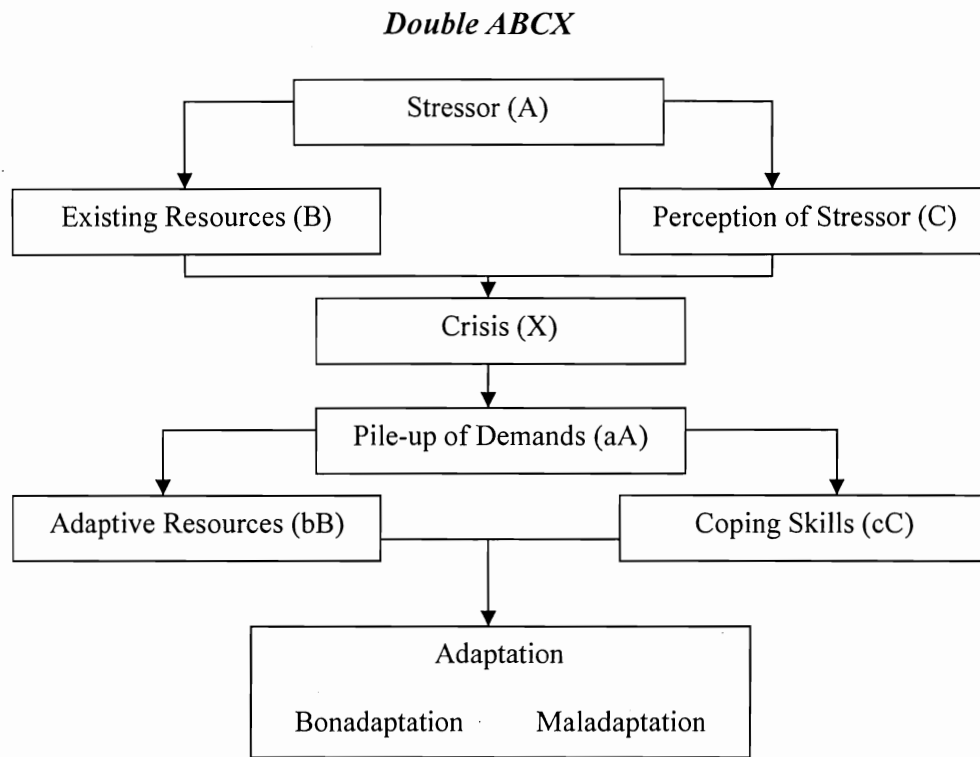 Double ABCX
Stressor (A)
Existing Resources (B)
Perception of Stressor (C)
Crisis (X)
Pile-up of Demands (aA)
Adaptive Resources (bB)
Coping Skills (cC)
Adaptation
Bonadaptation
Maladaptation